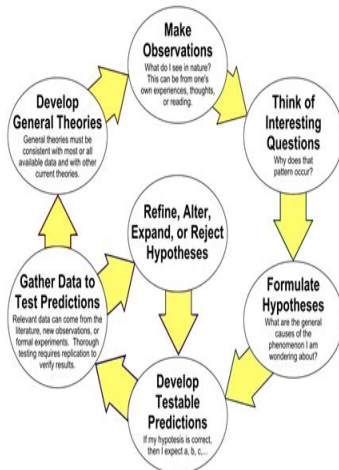 Make
Observations
What do I see in nature?
This can be from one's
own experiences, thoughts,
or reading.
Think of
Interesting
Questions
Why does that
pattern occur?
Formulate
Hypotheses
What are the general
causes of the
phenomenon I am
wondering about?
Develop
Testable
Predictions
If my hypotesis is correct,
then I expect a, b, c,...
Gather Data to
Test Predictions
Relevant data can come from the
literature, new observations, or
formal experiments. Thorough
testing requires replication to
verify results.
Refine, Alter,
Expand, or Reject
Hypotheses
Develop
General Theories
General theories must be
consistent with most or all
available data and with other
current theories.